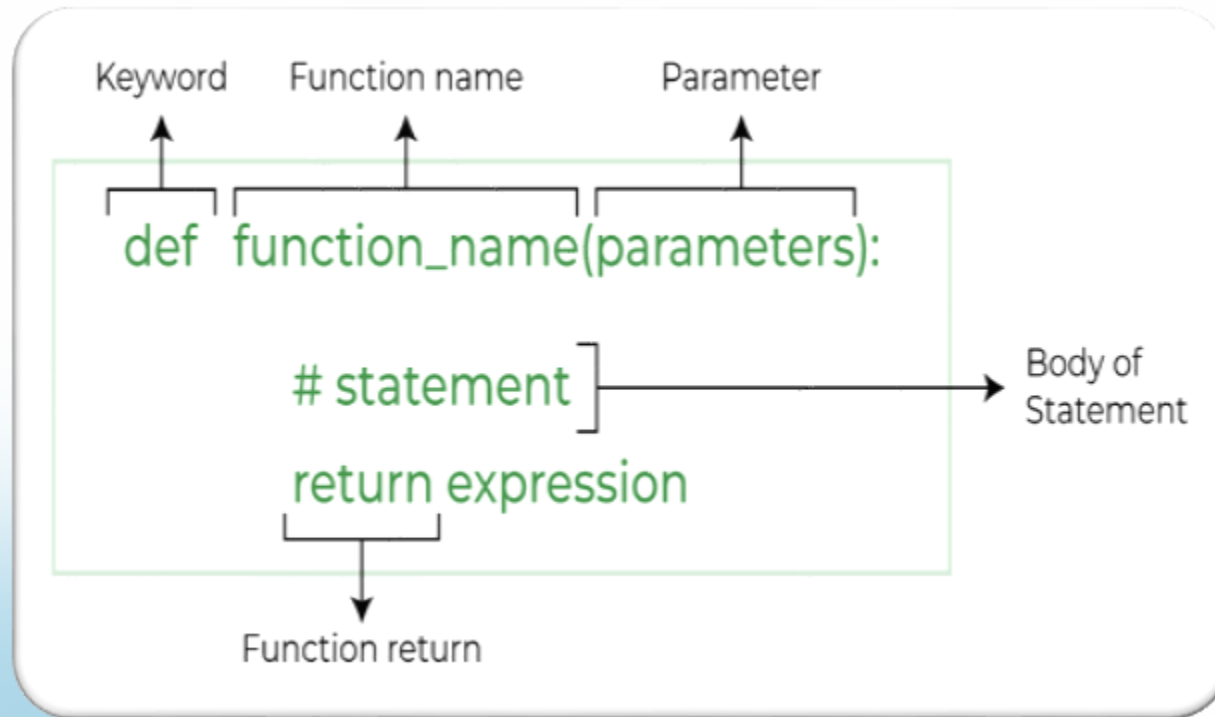 Keyword Function name Parameter
def function_name(parameters):
# statement
Body of
Statement
return expression
Function return